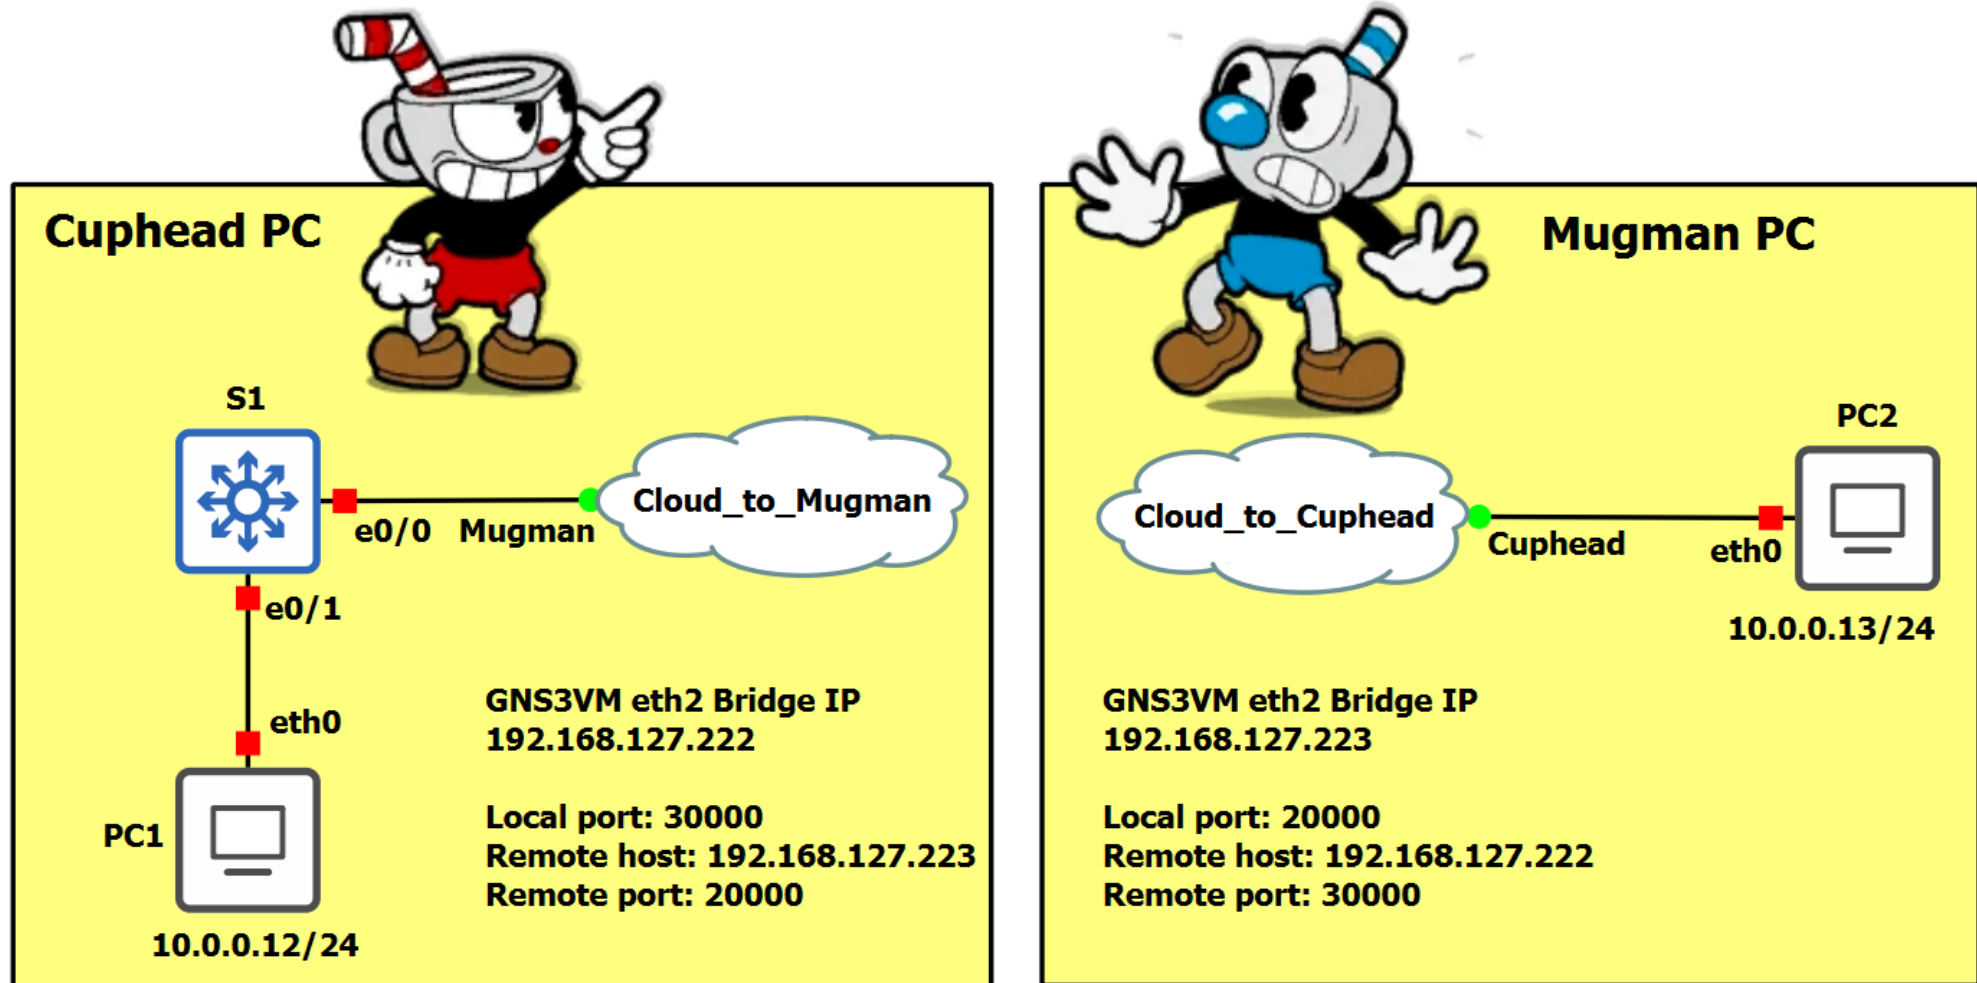 Cuphead PC
S1
e0/0
Mugman
Cloud_to_Mugman
e0/1
eth0
PC1
10.0.0.12/24
GNS3VM eth2 Bridge IP
192.168.127.222
Local port: 30000
Remote host: 192.168.127.223
Remote port: 20000
Mugman PC
PC2
Cloud_to_Cuphead
Cuphead
eth0
10.0.0.13/24
GNS3VM eth2 Bridge IP
192.168.127.223
Local port: 20000
Remote host: 192.168.127.222
Remote port: 30000